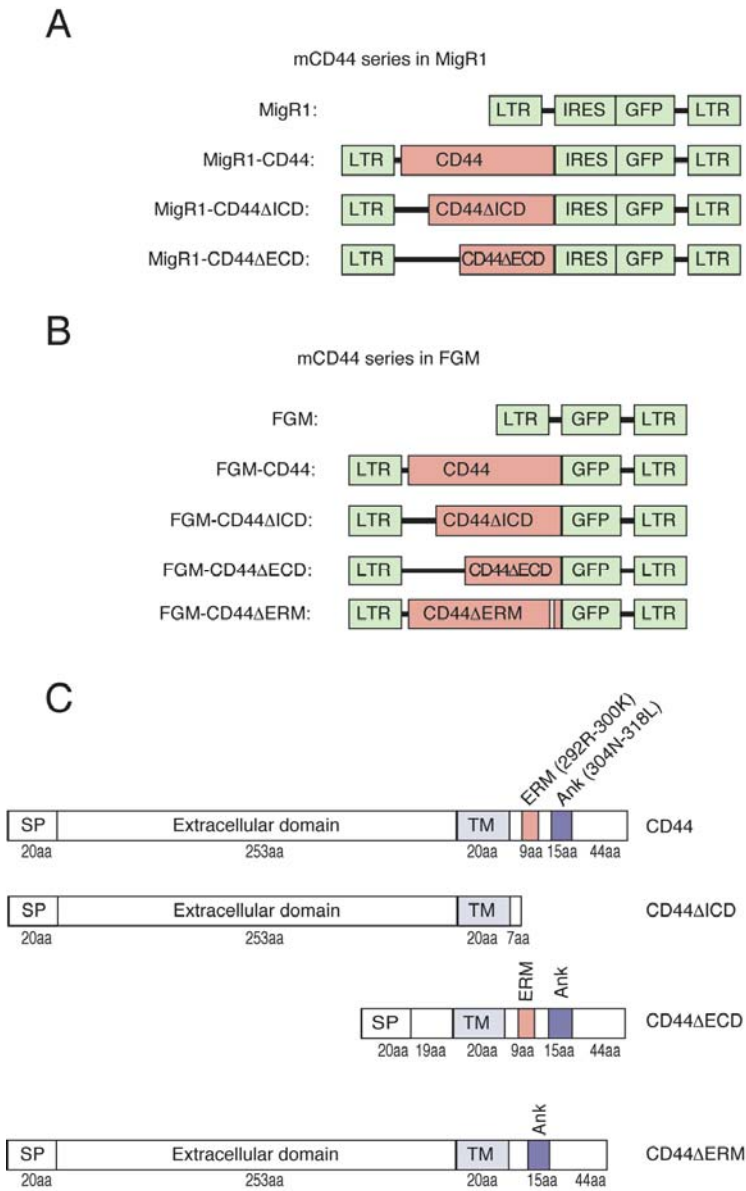 A
mCD44 series in MigR1
MigR1: LTR IRES GFP LTR
MigR1-CD44: LTR CD44 IRES GFP LTR
MigR1-CD44ΔICD: LTR CD44ΔICD IRES GFP LTR
MigR1-CD44ΔECD: LTR CD44ΔECD IRES GFP LTR
B
mCD44 series in FGM
FGM: LTR GFP LTR
FGM-CD44: LTR CD44 GFP LTR
FGM-CD44ΔICD: LTR CD44ΔICD GFP LTR
FGM-CD44ΔECD: LTR CD44ΔECD GFP LTR
FGM-CD44ΔERM: LTR CD44ΔERM GFP LTR
C
ERM (292R-300K)
Ank (304N-318L)
SP Extracellular domain TM CD44
20aa 253aa 20aa 9aa 15aa 44aa
SP Extracellular domain TM CD44ΔICD
20aa 253aa 20aa 7aa
ERM Ank
SP TM CD44ΔECD
20aa 19aa 20aa 9aa 15aa 44aa
Ank
SP Extracellular domain TM CD44ΔERM
20aa 253aa 20aa 15aa 44aa